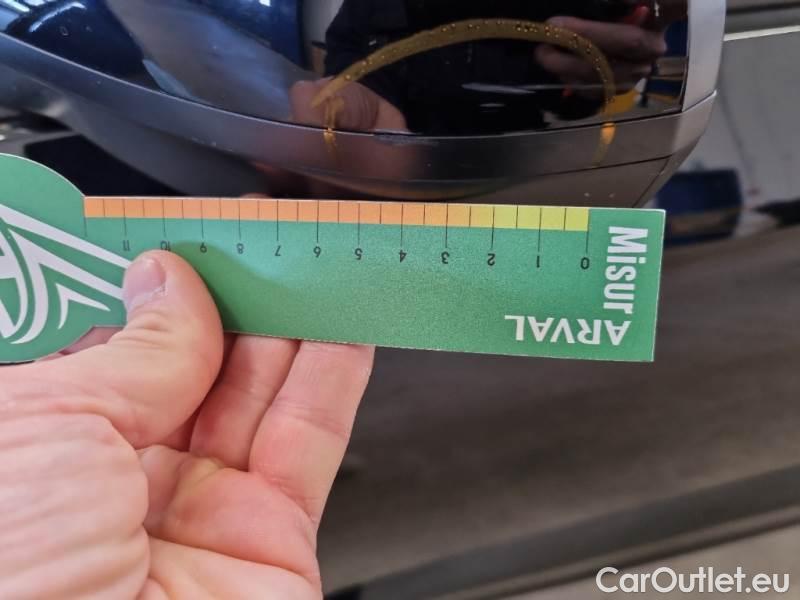 Misur
ARVAL
0 1 2 3 4 5 6 7 8 9 10 11
CarOutlet.eu